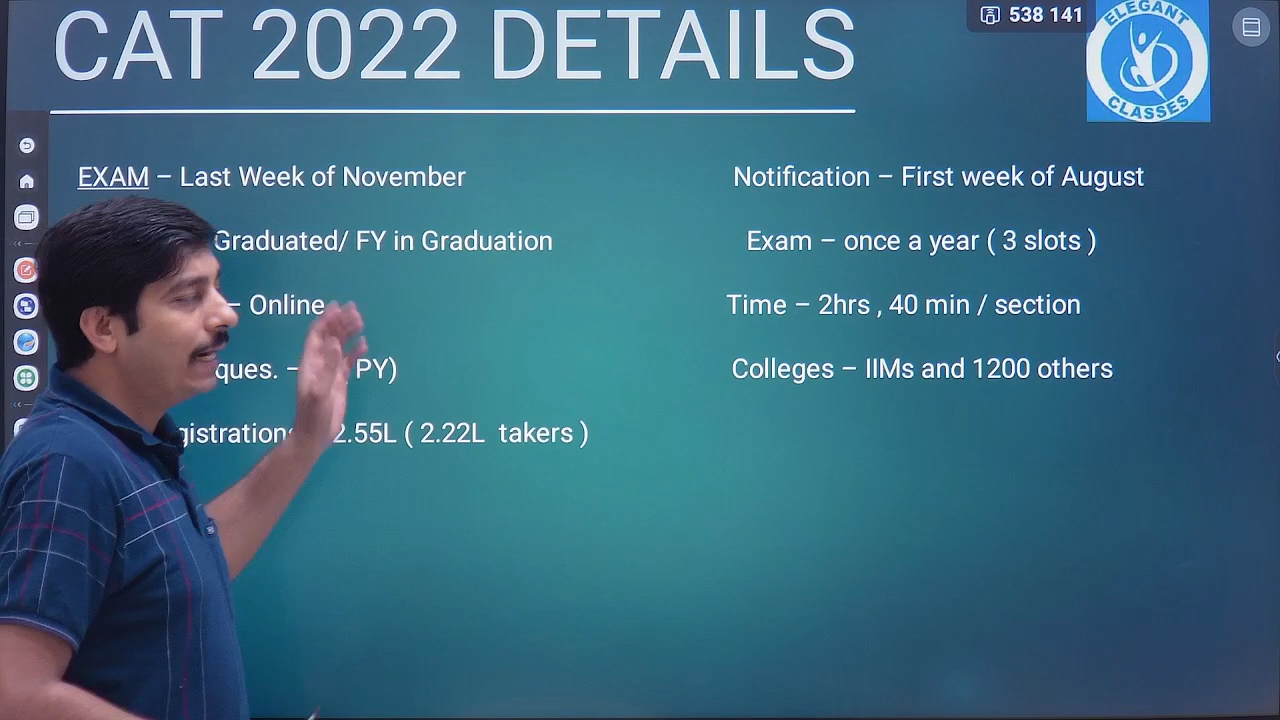 CAT 2022 DETAILS
538 141
ELEGANT
CLASSES
EXAM – Last Week of November
Graduated/ FY in Graduation
– Online
ques. – PY)
2.55L ( 2.22L takers )
Notification – First week of August
Exam – once a year ( 3 slots )
Time – 2hrs , 40 min / section
Colleges – IIMs and 1200 others